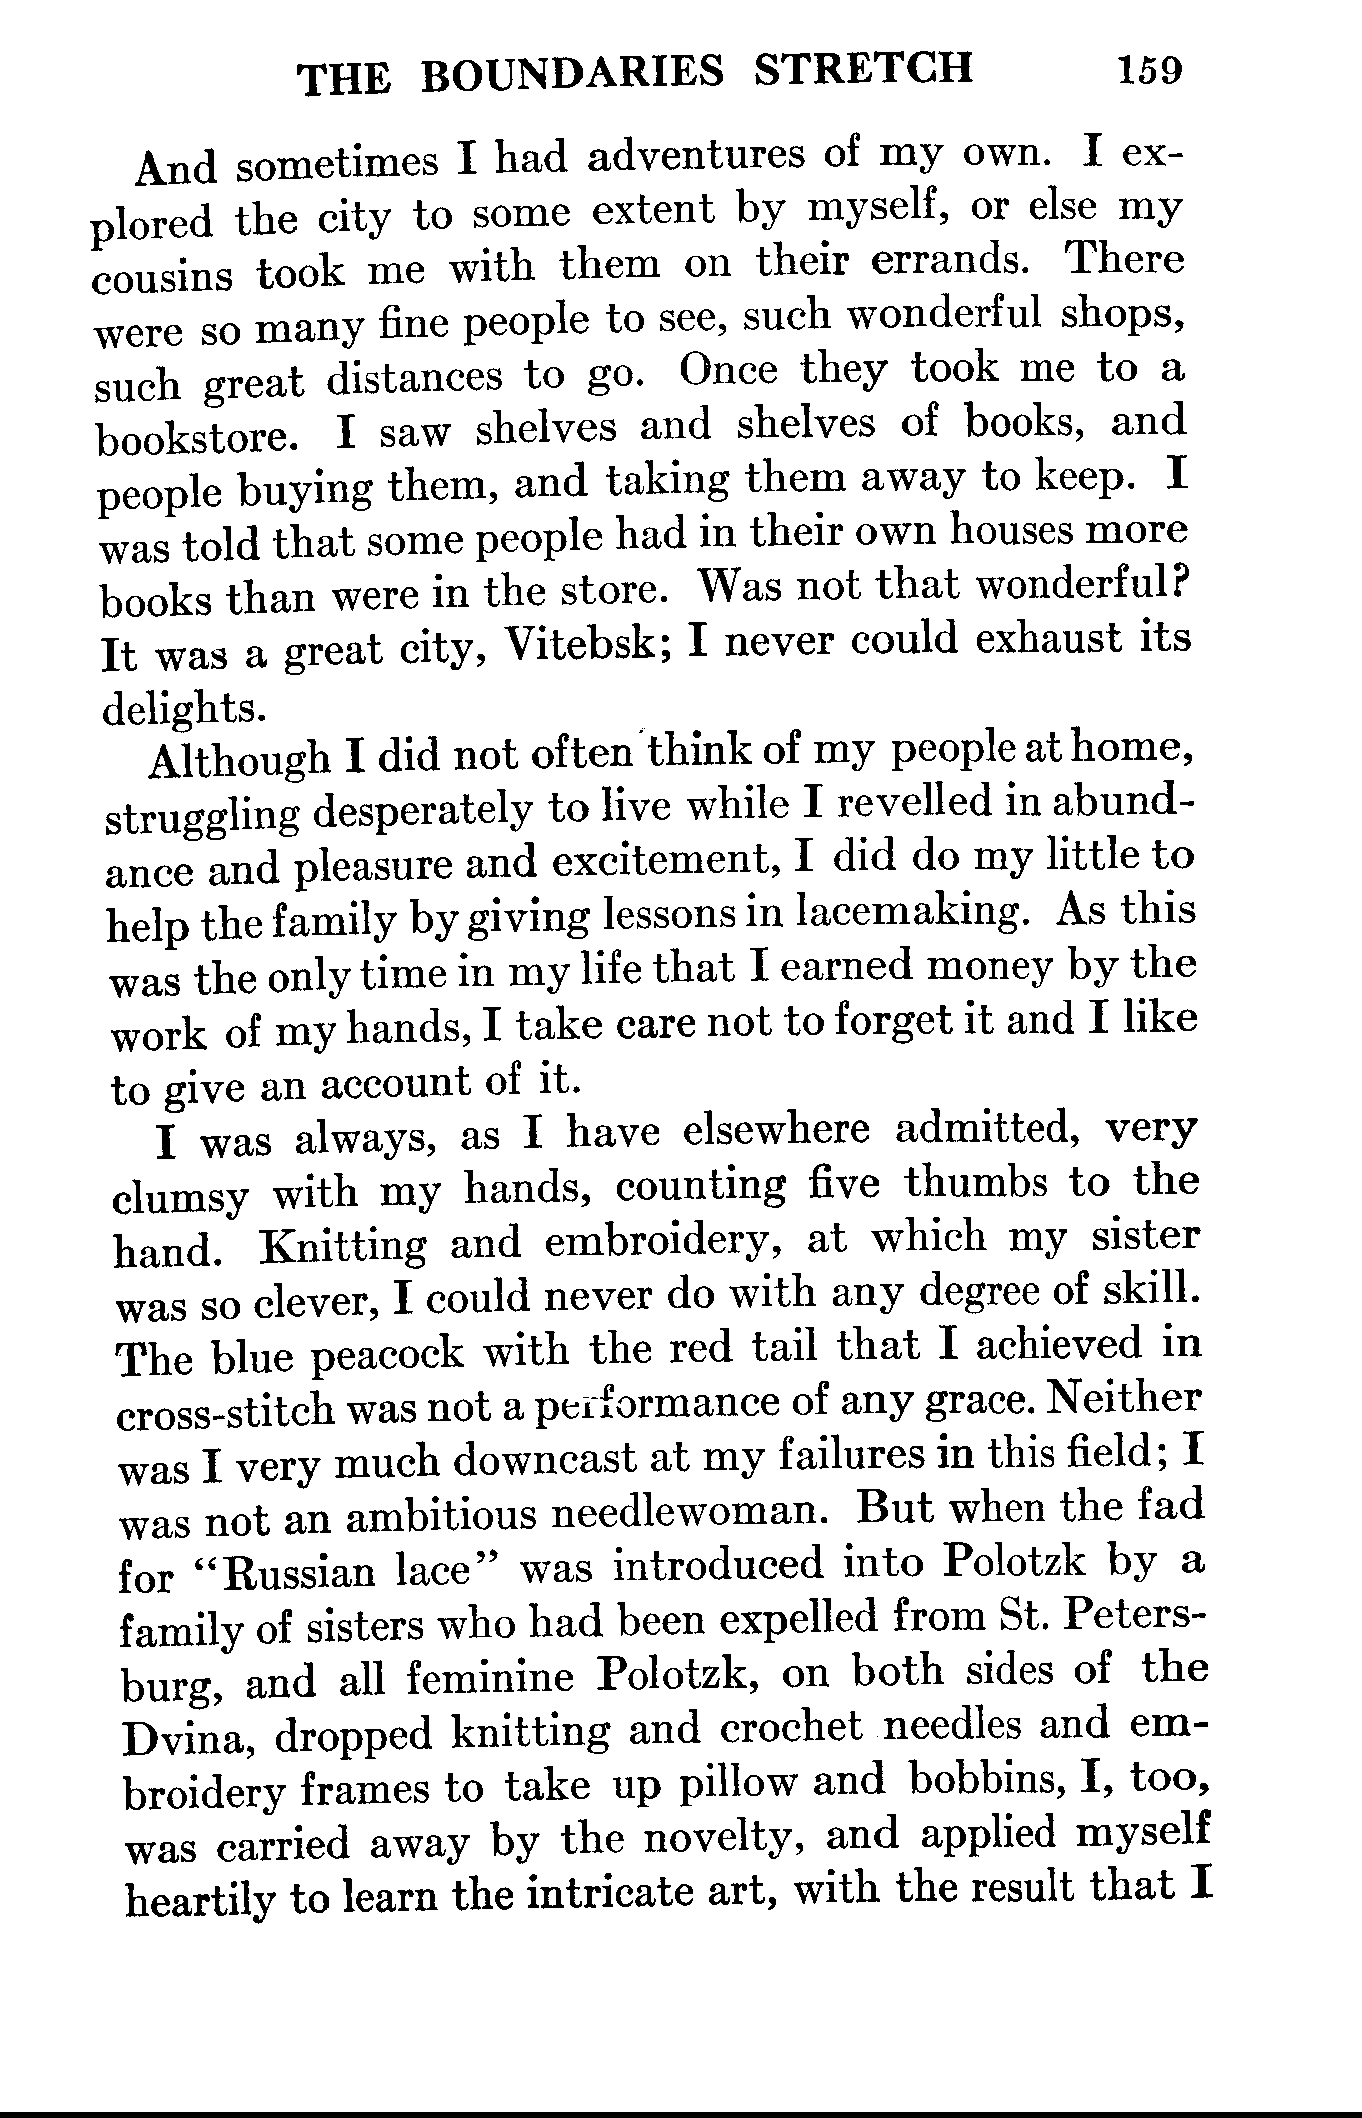 THE BOUNDARIES STRETCH 159
And sometimes I had adventures of my own. I ex-
plored the city to some extent by myself, or else my
cousins took me with them on their errands. There
were so many fine people to see, such wonderful shops,
such great distances to go. Once they took me to a
bookstore. I saw shelves and shelves of books, and
people buying them, and taking them away to keep. I
was told that some people had in their own houses more
books than were in the store. Was not that wonderful?
It was a great city, Vitebsk; I never could exhaust its
delights.
Although I did not often think of my people at home,
struggling desperately to live while I revelled in abund-
ance and pleasure and excitement, I did do my little to
help the family by giving lessons in lacemaking. As this
was the only time in my life that I earned money by the
work of my hands, I take care not to forget it and I like
to give an account of it.
I was always, as I have elsewhere admitted, very
clumsy with my hands, counting five thumbs to the
hand. Knitting and embroidery, at which my sister
was so clever, I could never do with any degree of skill.
The blue peacock with the red tail that I achieved in
cross-stitch was not a performance of any grace. Neither
was I very much downcast at my failures in this field; I
was not an ambitious needlewoman. But when the fad
for "Russian lace" was introduced into Polotzk by a
family of sisters who had been expelled from St. Peters-
burg, and all feminine Polotzk, on both sides of the
Dvina, dropped knitting and crochet needles and em-
broidery frames to take up pillow and bobbins, I, too,
was carried away by the novelty, and applied myself
heartily to learn the intricate art, with the result that I